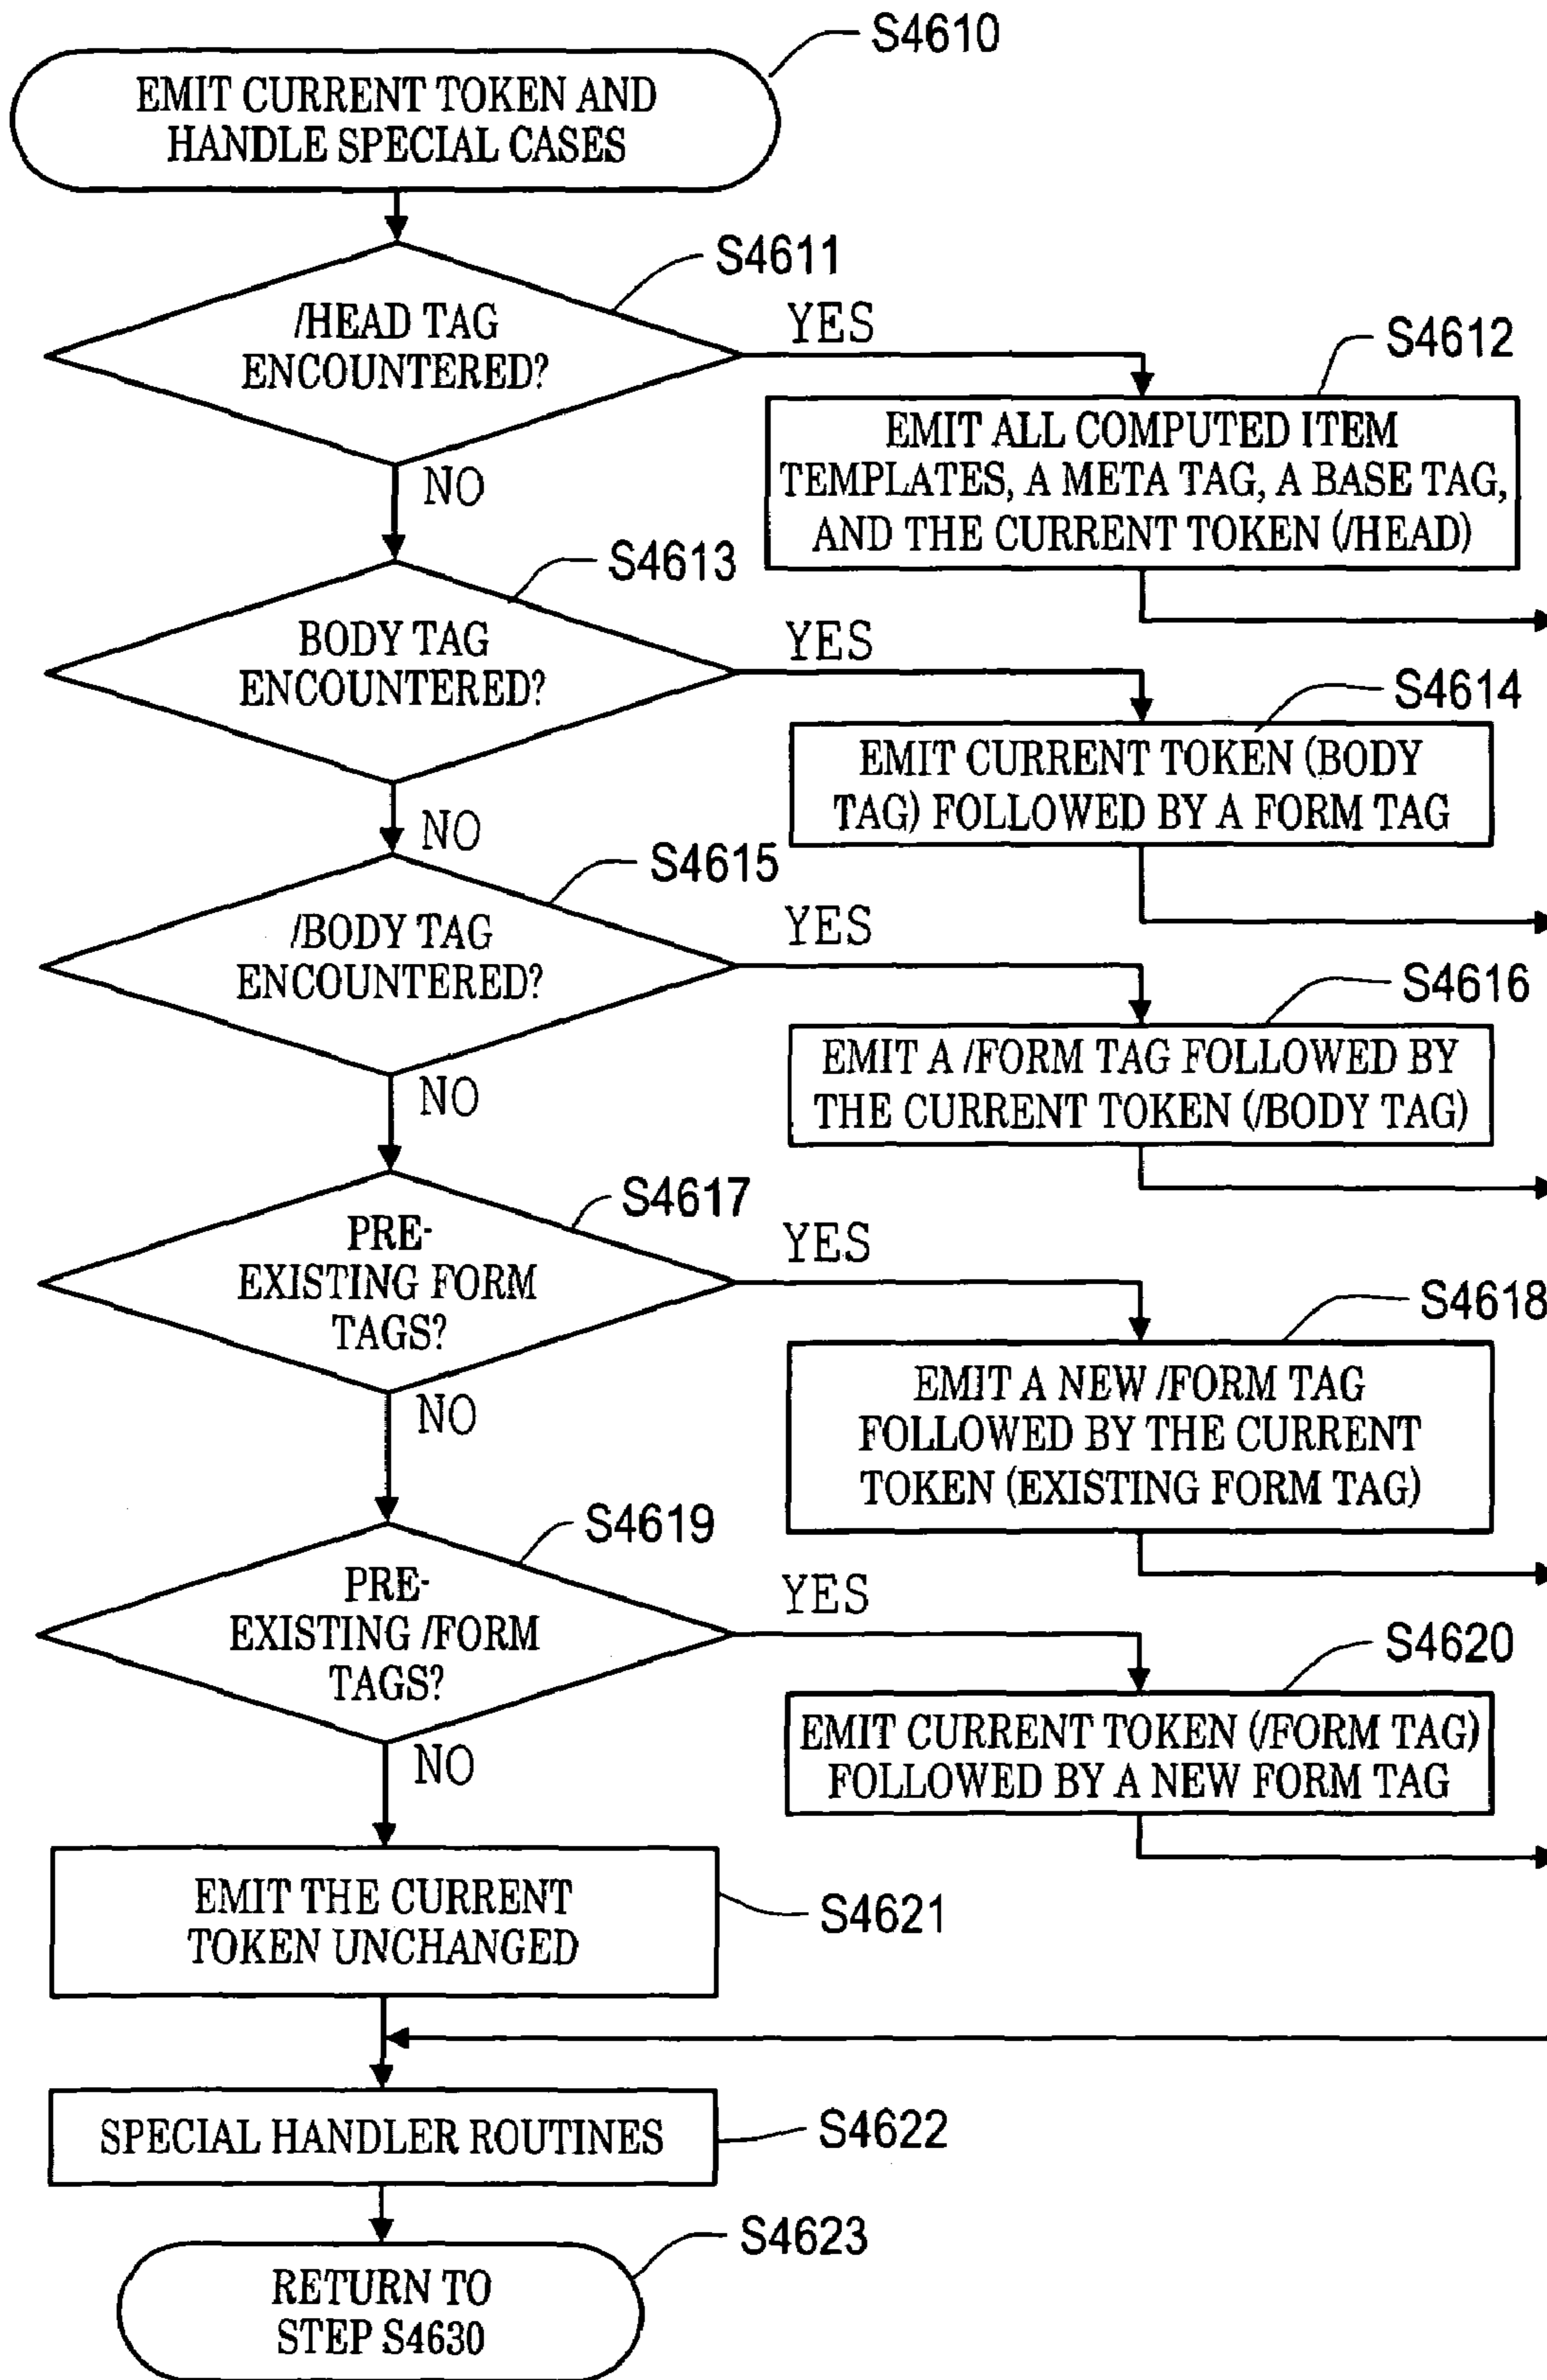 S4610
EMIT CURRENT TOKEN AND
HANDLE SPECIAL CASES
S4611
/HEAD TAG
ENCOUNTERED?
YES
NO
S4612
EMIT ALL COMPUTED ITEM
TEMPLATES, A META TAG, A BASE TAG,
AND THE CURRENT TOKEN (/HEAD)
S4613
BODY TAG
ENCOUNTERED?
YES
NO
S4614
EMIT CURRENT TOKEN (BODY
TAG) FOLLOWED BY A FORM TAG
S4615
/BODY TAG
ENCOUNTERED?
YES
NO
S4616
EMIT A /FORM TAG FOLLOWED BY
THE CURRENT TOKEN (/BODY TAG)
S4617
PRE-
EXISTING FORM
TAGS?
YES
NO
S4618
EMIT A NEW /FORM TAG
FOLLOWED BY THE CURRENT
TOKEN (EXISTING FORM TAG)
S4619
PRE-
EXISTING /FORM
TAGS?
YES
NO
S4620
EMIT CURRENT TOKEN (/FORM TAG)
FOLLOWED BY A NEW FORM TAG
EMIT THE CURRENT
TOKEN UNCHANGED
S4621
SPECIAL HANDLER ROUTINES
S4622
S4623
RETURN TO
STEP S4630